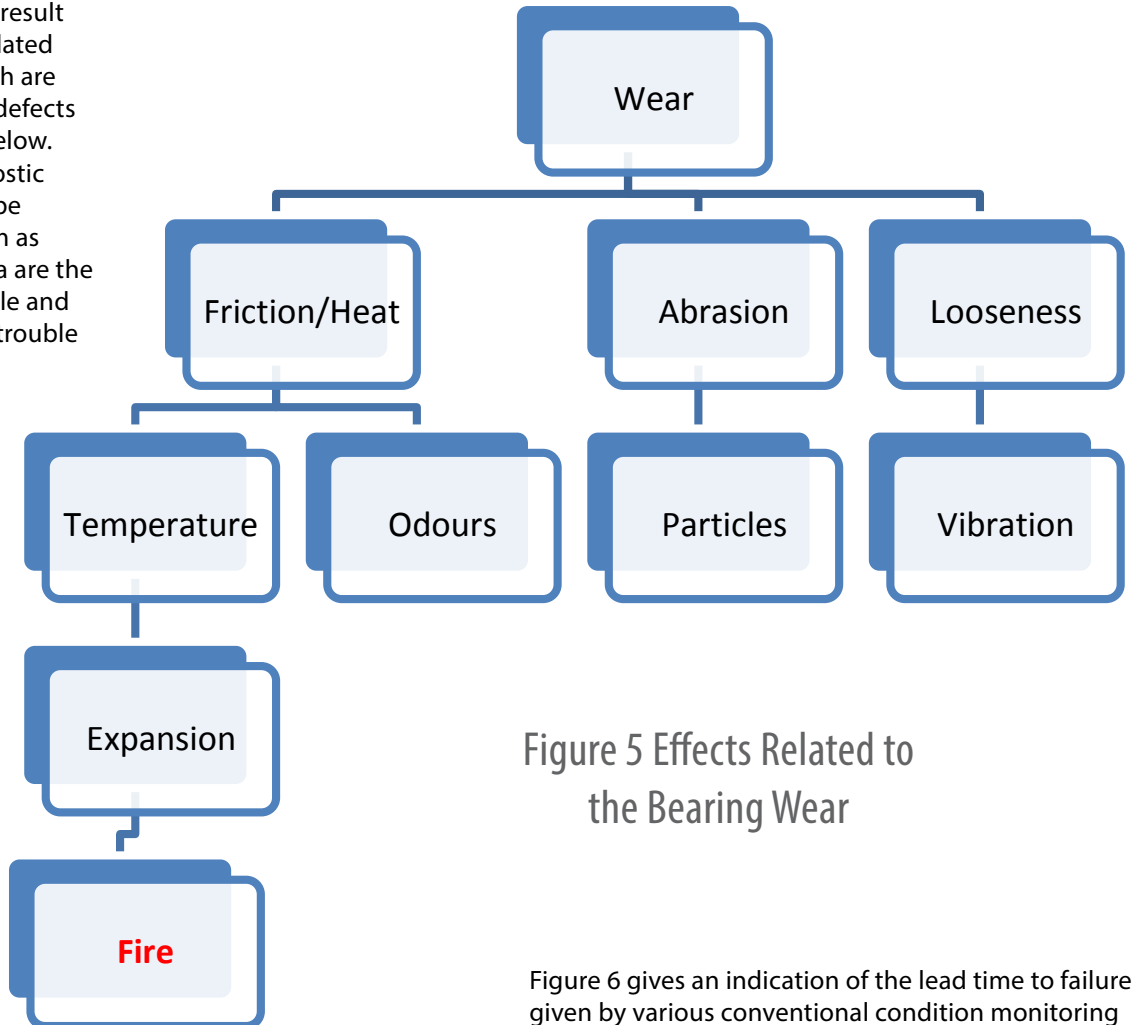 result
lated
h are
defects
elow.
ostic
be
n as
a are the
le and
trouble
Wear
Friction/Heat
Abrasion
Looseness
Temperature
Odours
Particles
Vibration
Expansion
Fire
Figure 5 Effects Related to
the Bearing Wear
Figure 6 gives an indication of the lead time to failure
given by various conventional condition monitoring